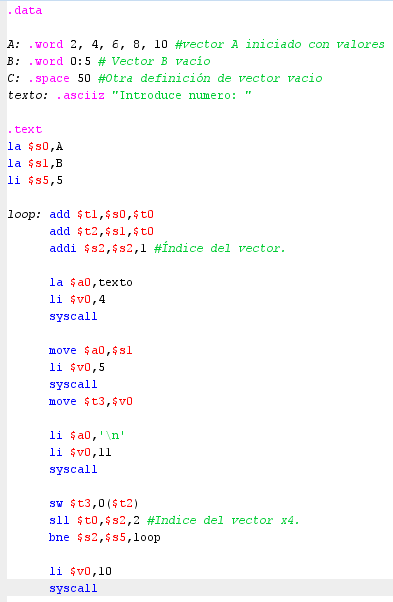 .data
A: .word 2, 4, 6, 8, 10 #vector A iniciado con valores
B: .word 0:5 # Vector B vacío
C: .space 50 #Otra definición de vector vacio
texto: .asciiz "Introduce numero: "
.text
la $s0,A
la $s1,B
li $s5,5
loop: add $t1,$s0,$t0
add $t2,$s1,$t0
addi $s2,$s2,1 #Índice del vector.
la $a0,texto
li $v0,4
syscall
move $a0,$s1
li $v0,5
syscall
move $t3,$v0
li $a0,'\n'
li $v0,11
syscall
sw $t3,0($t2)
sll $t0,$s2,2 #Indice del vector x4.
bne $s2,$s5,loop
li $v0,10
syscall